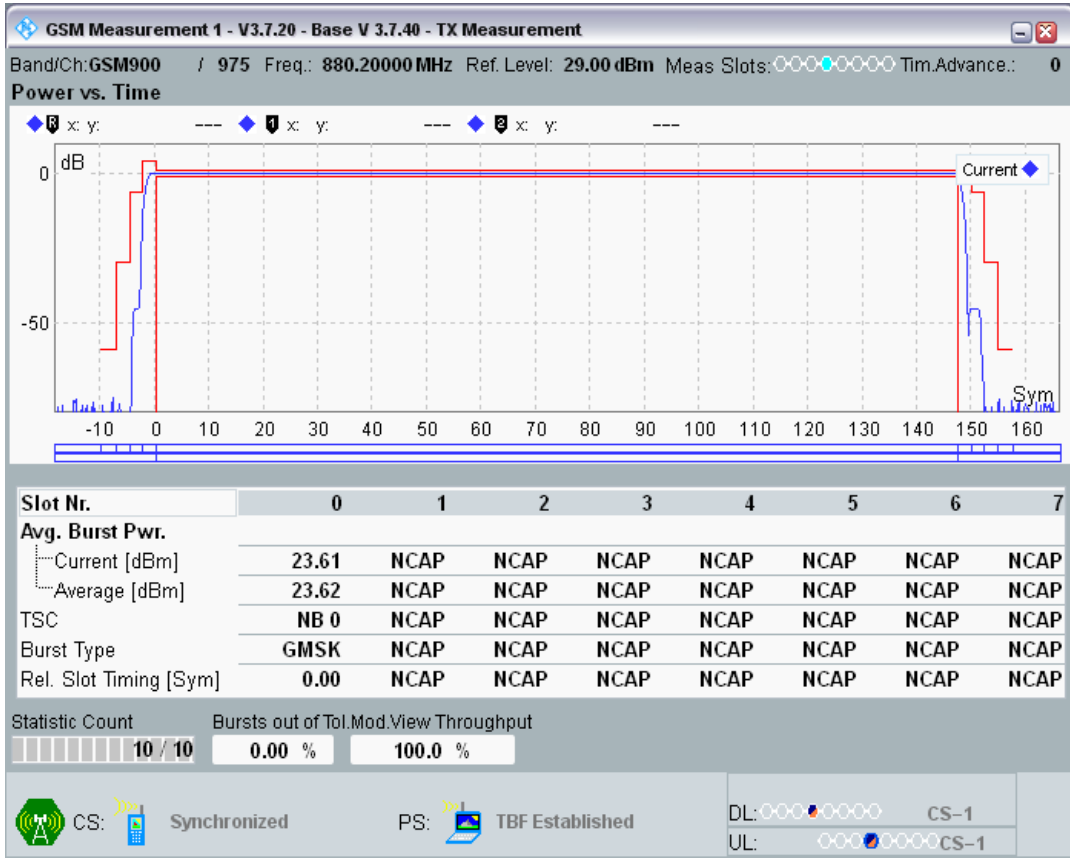 GSM Measurement 1 - V3.7.20 - Base V 3.7.40 - TX Measurement
Band/Ch:GSM900 / 975 Freq.: 880.20000 MHz Ref. Level: 29.00 dBm Meas Slots: Tim.Advance.: 0
Power vs. Time
R x: y: --- 1 x: y: --- 2 x: y: ---
dB
Current
0
-50
Sym
-10 0 10 20 30 40 50 60 70 80 90 100 110 120 130 140 150 160
Slot Nr. 0 1 2 3 4 5 6 7
Avg. Burst Pwr.
Current [dBm] 23.61 NCAP NCAP NCAP NCAP NCAP NCAP NCAP
Average [dBm] 23.62 NCAP NCAP NCAP NCAP NCAP NCAP NCAP
TSC NB 0 NCAP NCAP NCAP NCAP NCAP NCAP NCAP
Burst Type GMSK NCAP NCAP NCAP NCAP NCAP NCAP NCAP
Rel. Slot Timing [Sym] 0.00 NCAP NCAP NCAP NCAP NCAP NCAP NCAP
Statistic Count Bursts out of Tol.Mod.View Throughput
10 / 10 0.00 % 100.0 %
CS: Synchronized PS: TBF Established DL: CS-1
UL: CS-1